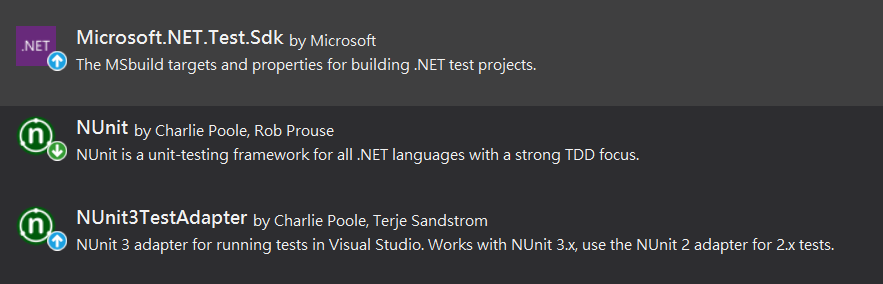 .NET
Microsoft.NET.Test.Sdk by Microsoft
The MSbuild targets and properties for building .NET test projects.
n
NUnit by Charlie Poole, Rob Prouse
NUnit is a unit-testing framework for all .NET languages with a strong TDD focus.
n
NUnit3TestAdapter by Charlie Poole, Terje Sandstrom
NUnit 3 adapter for running tests in Visual Studio. Works with NUnit 3.x, use the NUnit 2 adapter for 2.x tests.